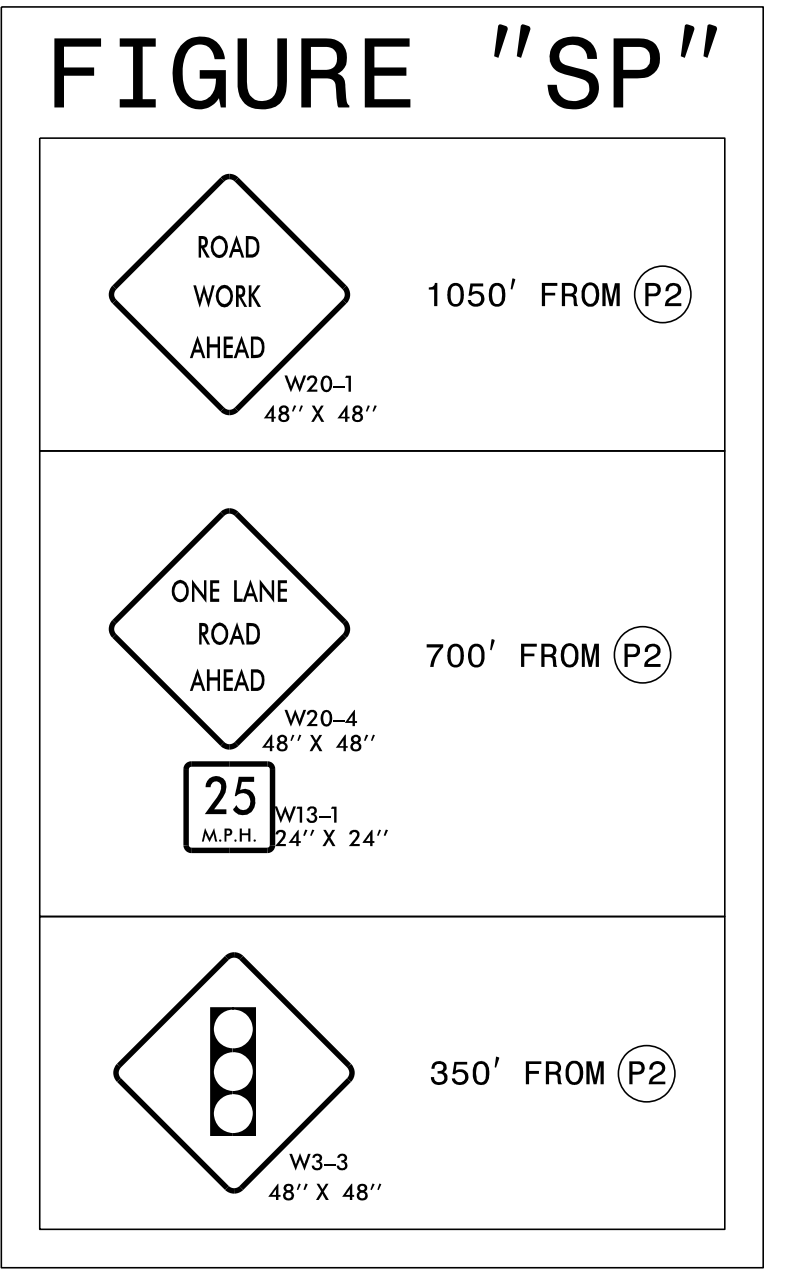 FIGURE "SP"
ROAD
WORK
AHEAD
1050' FROM P2
W20–1
48'' X 48''
ONE LANE
ROAD
AHEAD
700' FROM P2
W20–4
48'' X 48''
25
M.P.H.
W13–1
24'' X 24''
350' FROM P2
W3–3
48'' X 48''